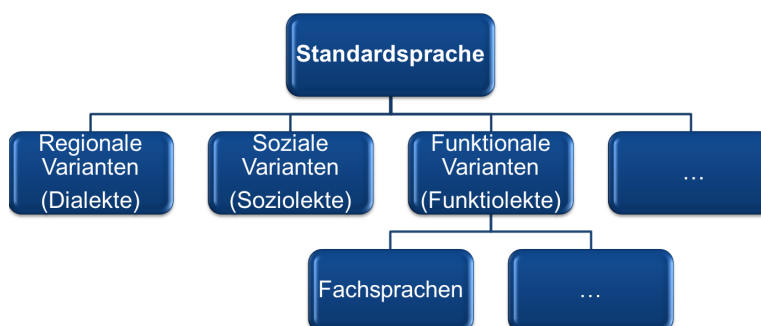 Standardsprache
Regionale
Varianten
(Dialekte)
Soziale
Varianten
(Soziolekte)
Funktionale
Varianten
(Funktiolekte)
…
Fachsprachen
…